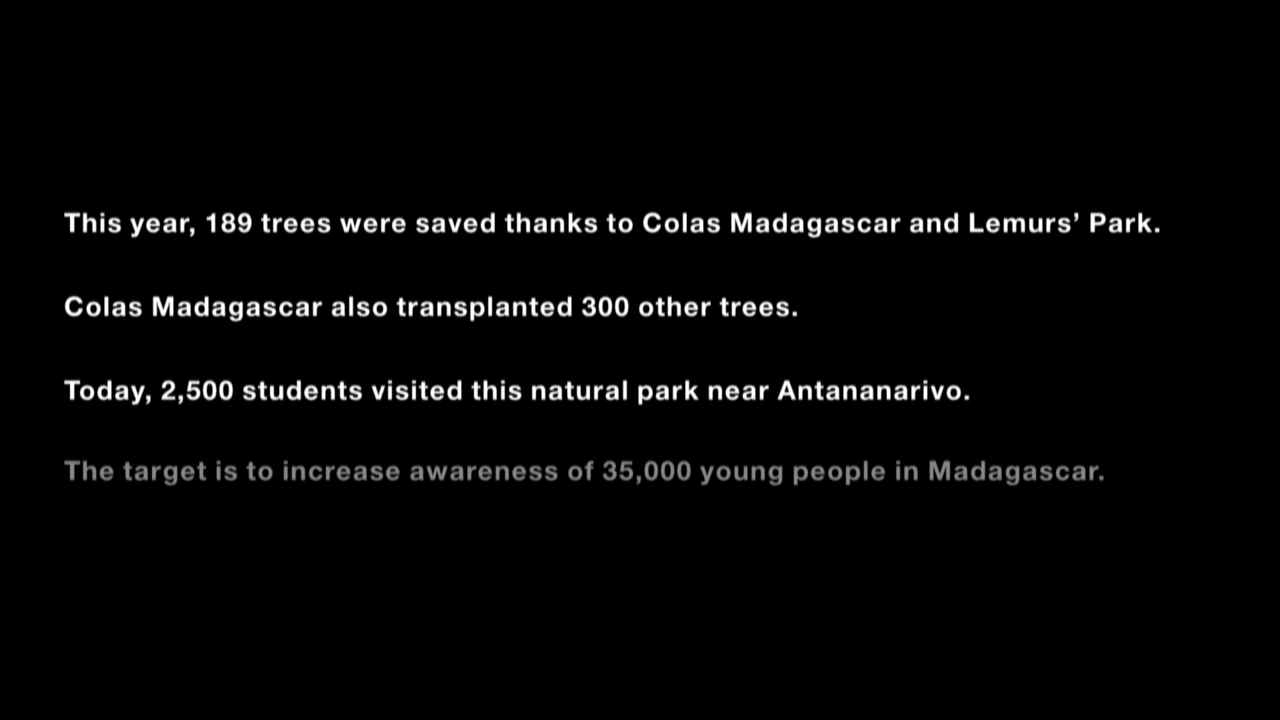 This year, 189 trees were saved thanks to Colas Madagascar and Lemurs’ Park.
Colas Madagascar also transplanted 300 other trees.
Today, 2,500 students visited this natural park near Antananarivo.
The target is to increase awareness of 35,000 young people in Madagascar.